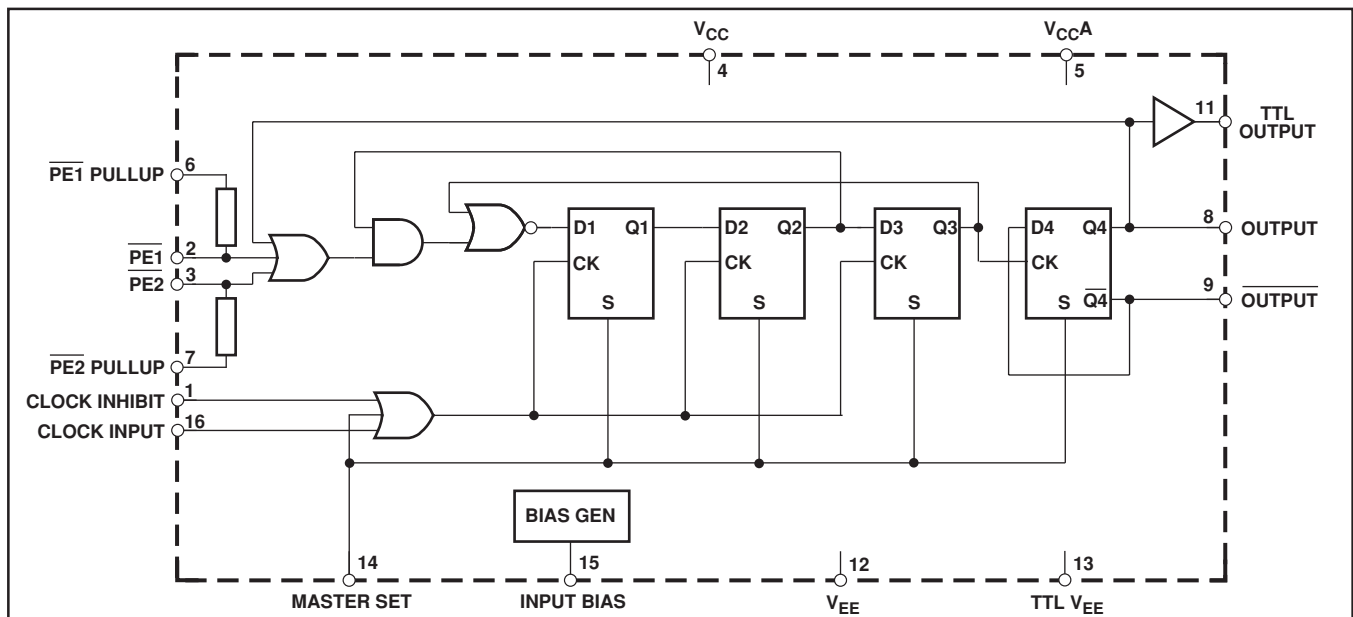 VCC
VCCA
4
5
11
TTL
OUTPUT
PE1 PULLUP
6
D1 Q1
D2 Q2
D3 Q3
D4 Q4
8
OUTPUT
PE1
2
PE2
3
CK
CK
CK
CK
S
S
S
S
Q4
9
OUTPUT
PE2 PULLUP
7
CLOCK INHIBIT
1
CLOCK INPUT
16
BIAS GEN
14
15
12
13
MASTER SET
INPUT BIAS
VEE
TTL VEE